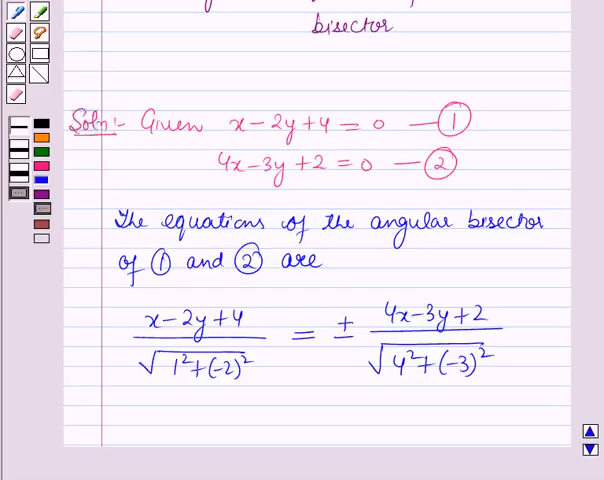 bisector
Soln:- Given x - 2y + 4 = 0 — ①
4x - 3y + 2 = 0 — ②
The equations of the angular bisector
of ① and ② are
(x - 2y + 4)/√(1² + (-2)²) = ± (4x - 3y + 2)/√(4² + (-3)²)